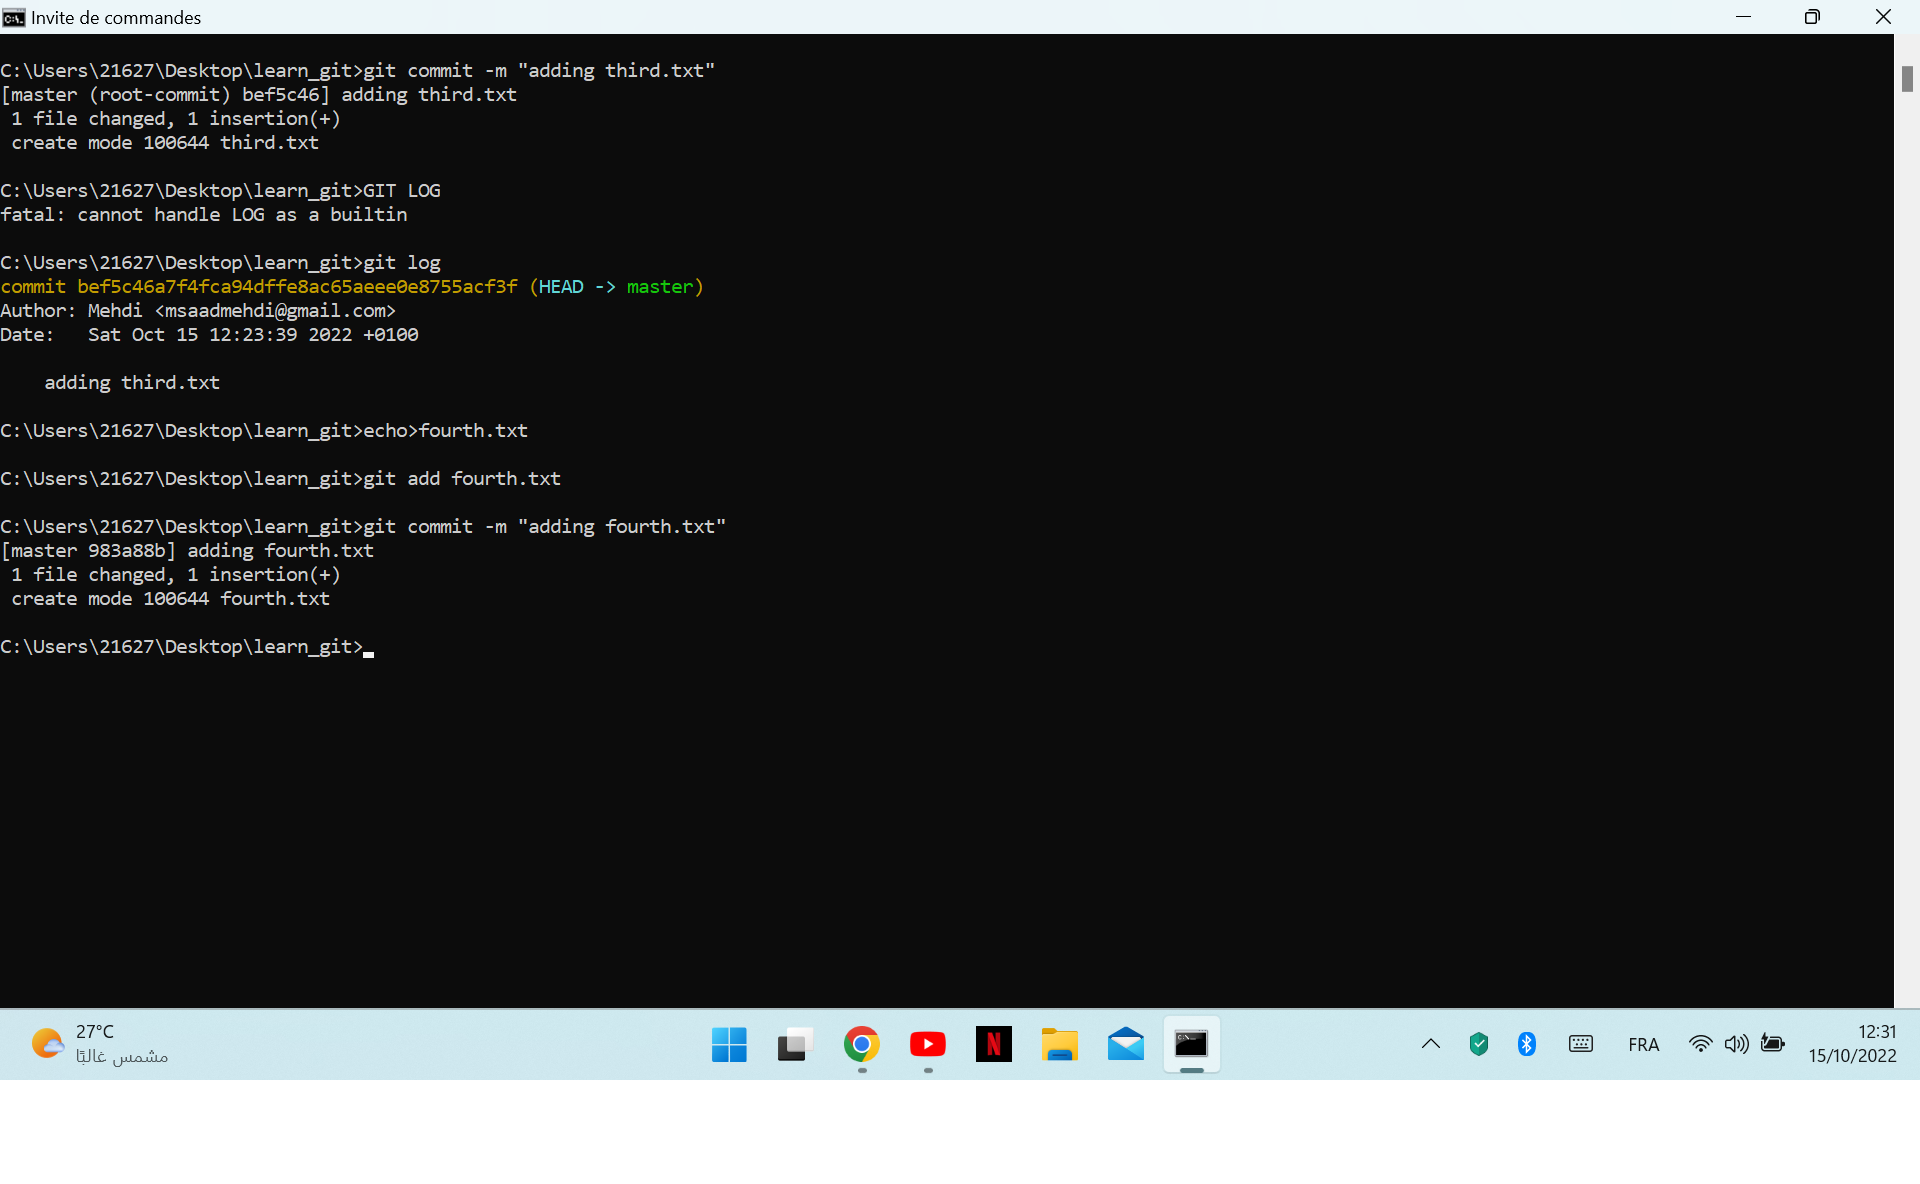 Invite de commandes
C:\Users\21627\Desktop\learn_git>git commit -m "adding third.txt"
[master (root-commit) bef5c46] adding third.txt
 1 file changed, 1 insertion(+)
 create mode 100644 third.txt
C:\Users\21627\Desktop\learn_git>GIT LOG
fatal: cannot handle LOG as a builtin
C:\Users\21627\Desktop\learn_git>git log
commit bef5c46a7f4fca94dffe8ac65aeee0e8755acf3f (HEAD -> master)
Author: Mehdi <msaadmehdi@gmail.com>
Date:   Sat Oct 15 12:23:39 2022 +0100
    adding third.txt
C:\Users\21627\Desktop\learn_git>echo>fourth.txt
C:\Users\21627\Desktop\learn_git>git add fourth.txt
C:\Users\21627\Desktop\learn_git>git commit -m "adding fourth.txt"
[master 983a88b] adding fourth.txt
 1 file changed, 1 insertion(+)
 create mode 100644 fourth.txt
C:\Users\21627\Desktop\learn_git>
27°C
مشمس غالبًا
N
FRA
12:31
15/10/2022